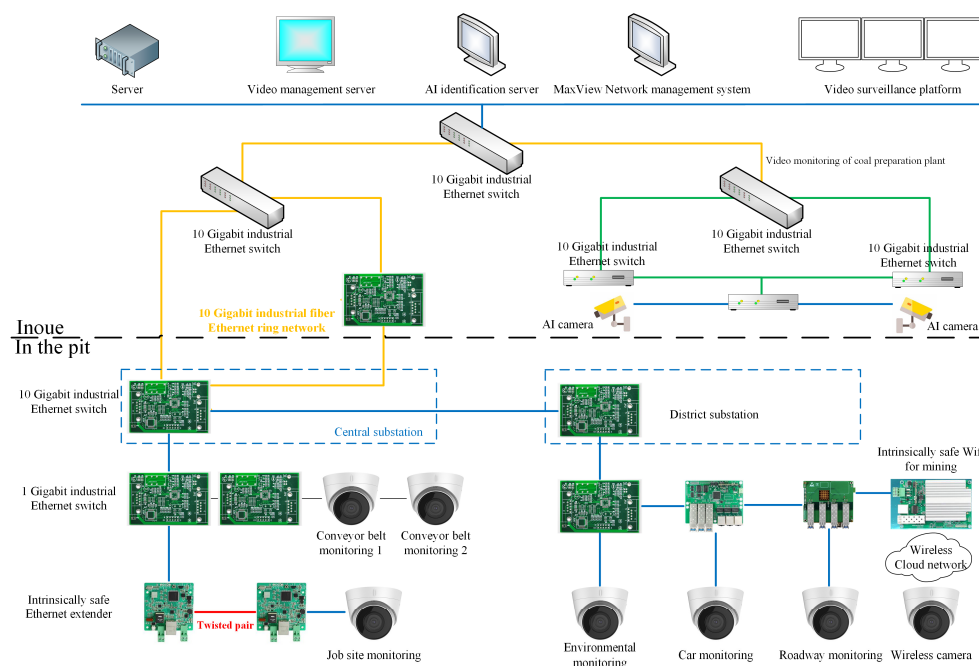 Server
Video management server
AI identification server
MaxView Network management system
Video surveillance platform
Video monitoring of coal preparation plant
10 Gigabit industrial
Ethernet switch
10 Gigabit industrial
Ethernet switch
10 Gigabit industrial
Ethernet switch
10 Gigabit industrial
Ethernet switch
10 Gigabit industrial
Ethernet switch
10 Gigabit industrial fiber
Ethernet ring network
AI camera
AI camera
Inoue
In the pit
10 Gigabit industrial
Ethernet switch
Central substation
District substation
1 Gigabit industrial
Ethernet switch
Conveyor belt
monitoring 1
Conveyor belt
monitoring 2
Intrinsically safe Wif
for mining
Wireless
Cloud network
Intrinsically safe
Ethernet extender
Twisted pair
Job site monitoring
Environmental
monitoring
Car monitoring
Roadway monitoring
Wireless camera